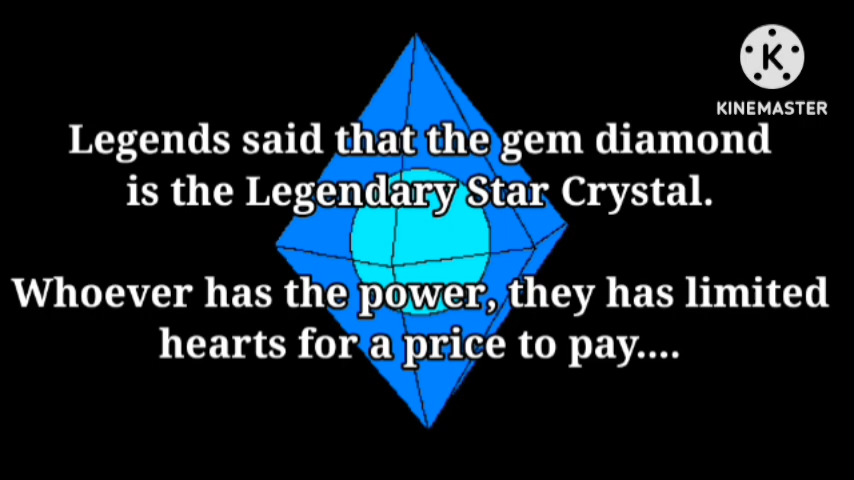 KINEMASTER
Legends said that the gem diamond
is the Legendary Star Crystal.
Whoever has the power, they has limited
hearts for a price to pay....